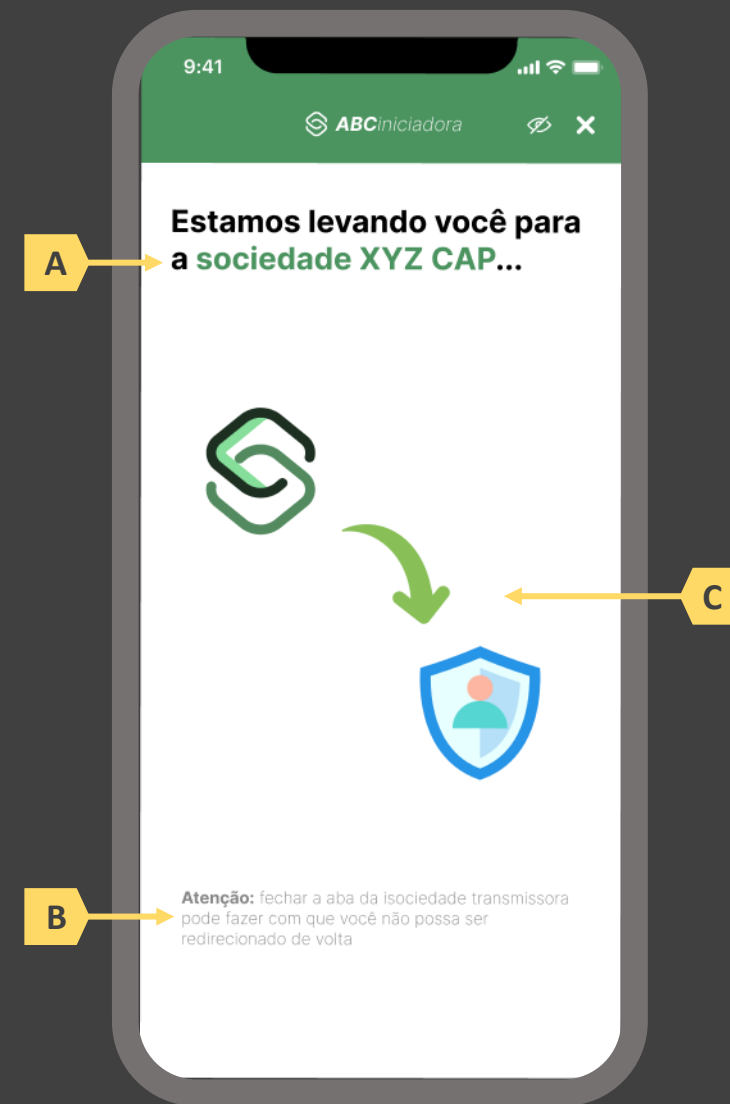 9:41
ABCiniciadora
Estamos levando você para
a sociedade XYZ CAP...
A
C
Atenção: fechar a aba da isociedade transmissora
pode fazer com que você não possa ser
redirecionado de volta
B